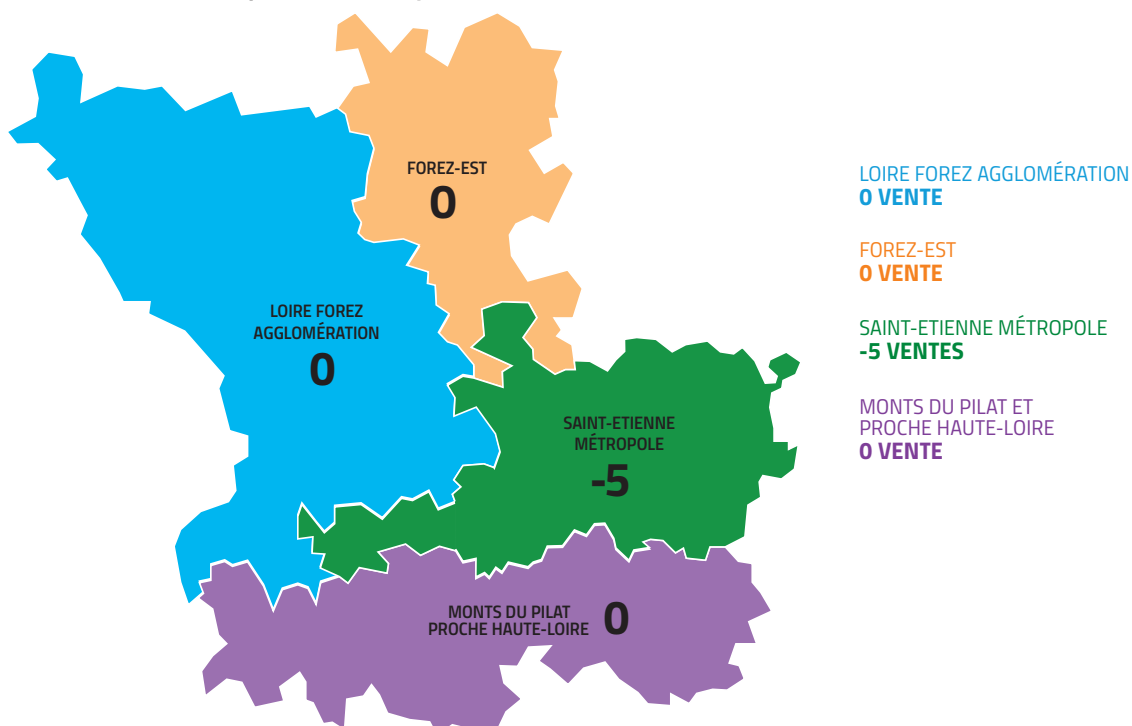 FOREZ-EST
0
LOIRE FOREZ
AGGLOMÉRATION
0
SAINT-ETIENNE
MÉTROPOLE
-5
MONTS DU PILAT
PROCHE HAUTE-LOIRE
0
LOIRE FOREZ AGGLOMÉRATION
0 VENTE
FOREZ-EST
0 VENTE
SAINT-ETIENNE MÉTROPOLE
-5 VENTES
MONTS DU PILAT ET
PROCHE HAUTE-LOIRE
0 VENTE